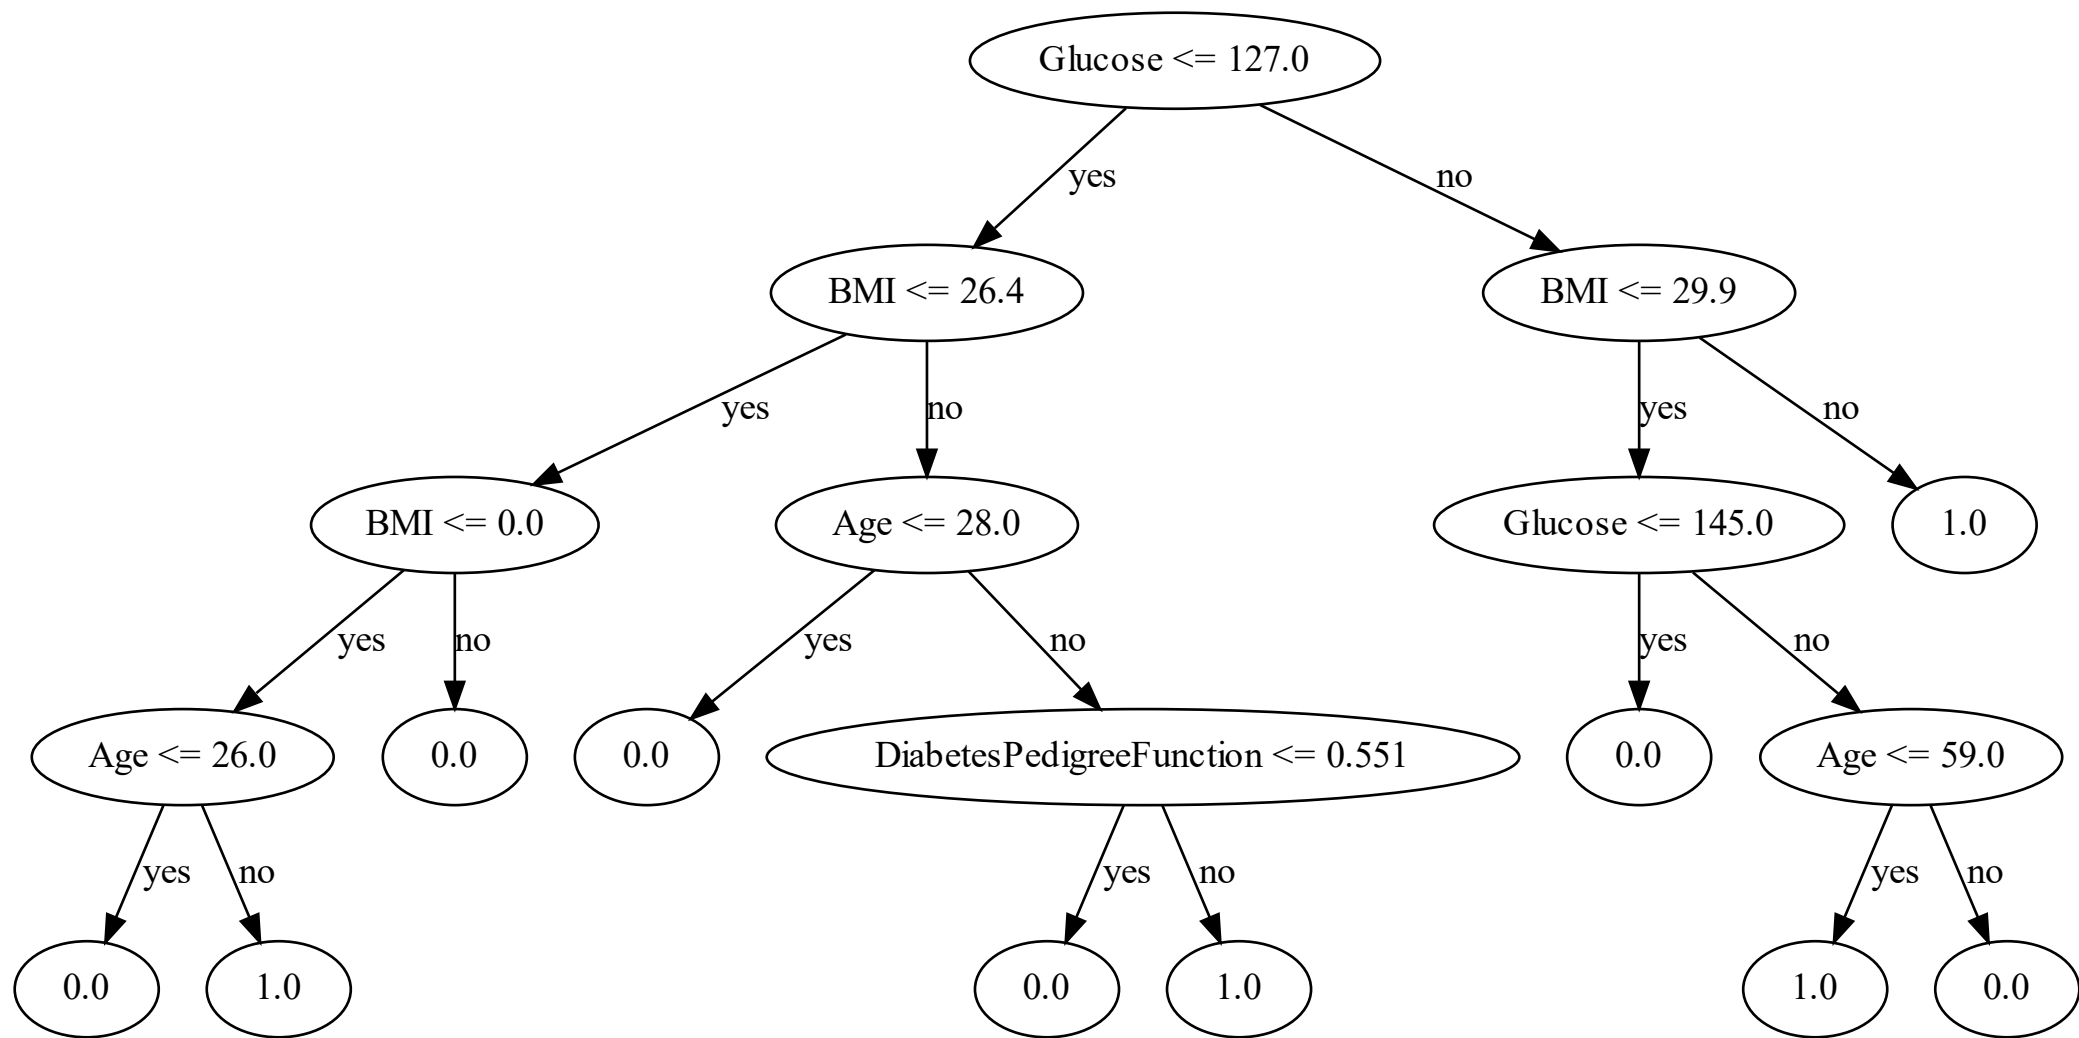 Glucose <= 127.0
yes
no
BMI <= 26.4
BMI <= 29.9
yes
no
yes
no
BMI <= 0.0
Age <= 28.0
Glucose <= 145.0
1.0
yes
no
yes
no
yes
no
Age <= 26.0
0.0
0.0
DiabetesPedigreeFunction <= 0.551
0.0
Age <= 59.0
yes
no
yes
no
yes
no
0.0
1.0
0.0
1.0
1.0
0.0